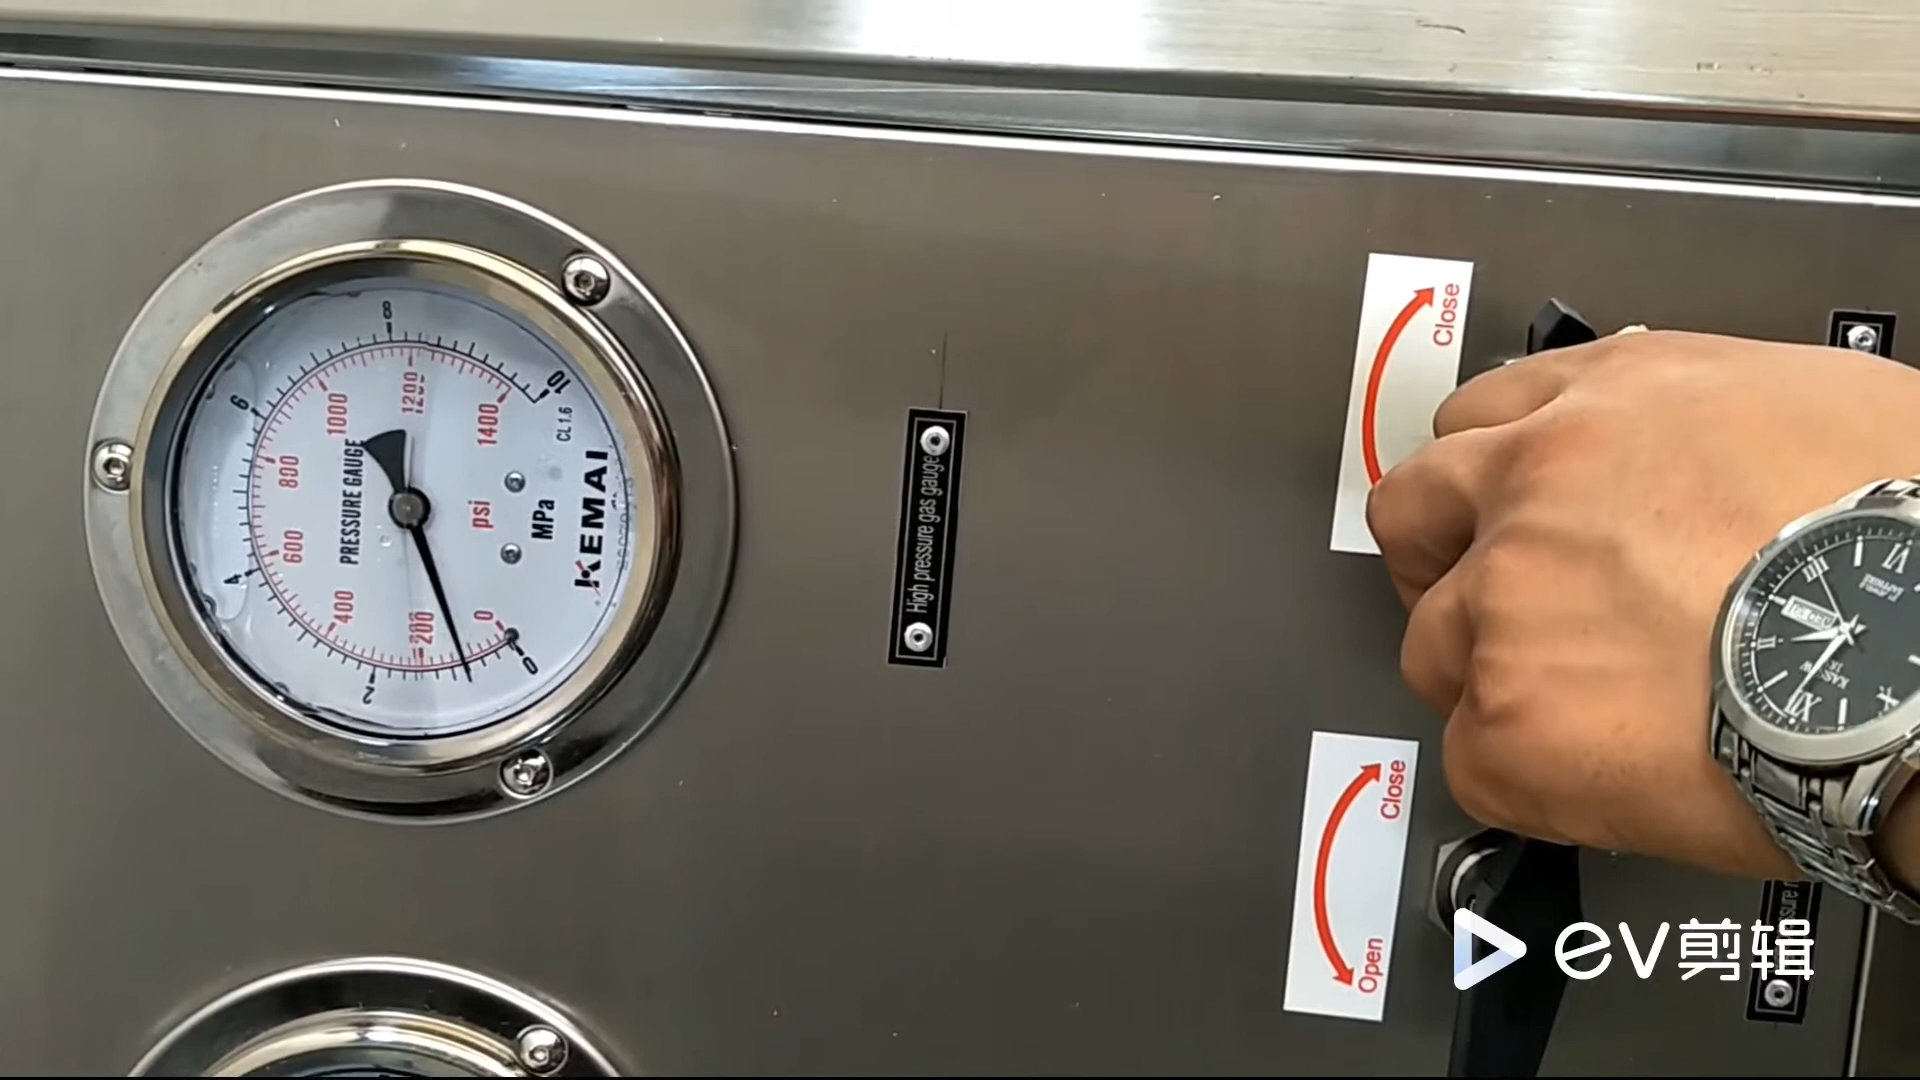 0
2
4
6
8
10
0
200
400
600
800
1000
1200
1400
PRESSURE GAUGE
psi
MPa
CL 1.6
KEMAI
High pressure gas gauge
Close
Open
Close
ev剪辑